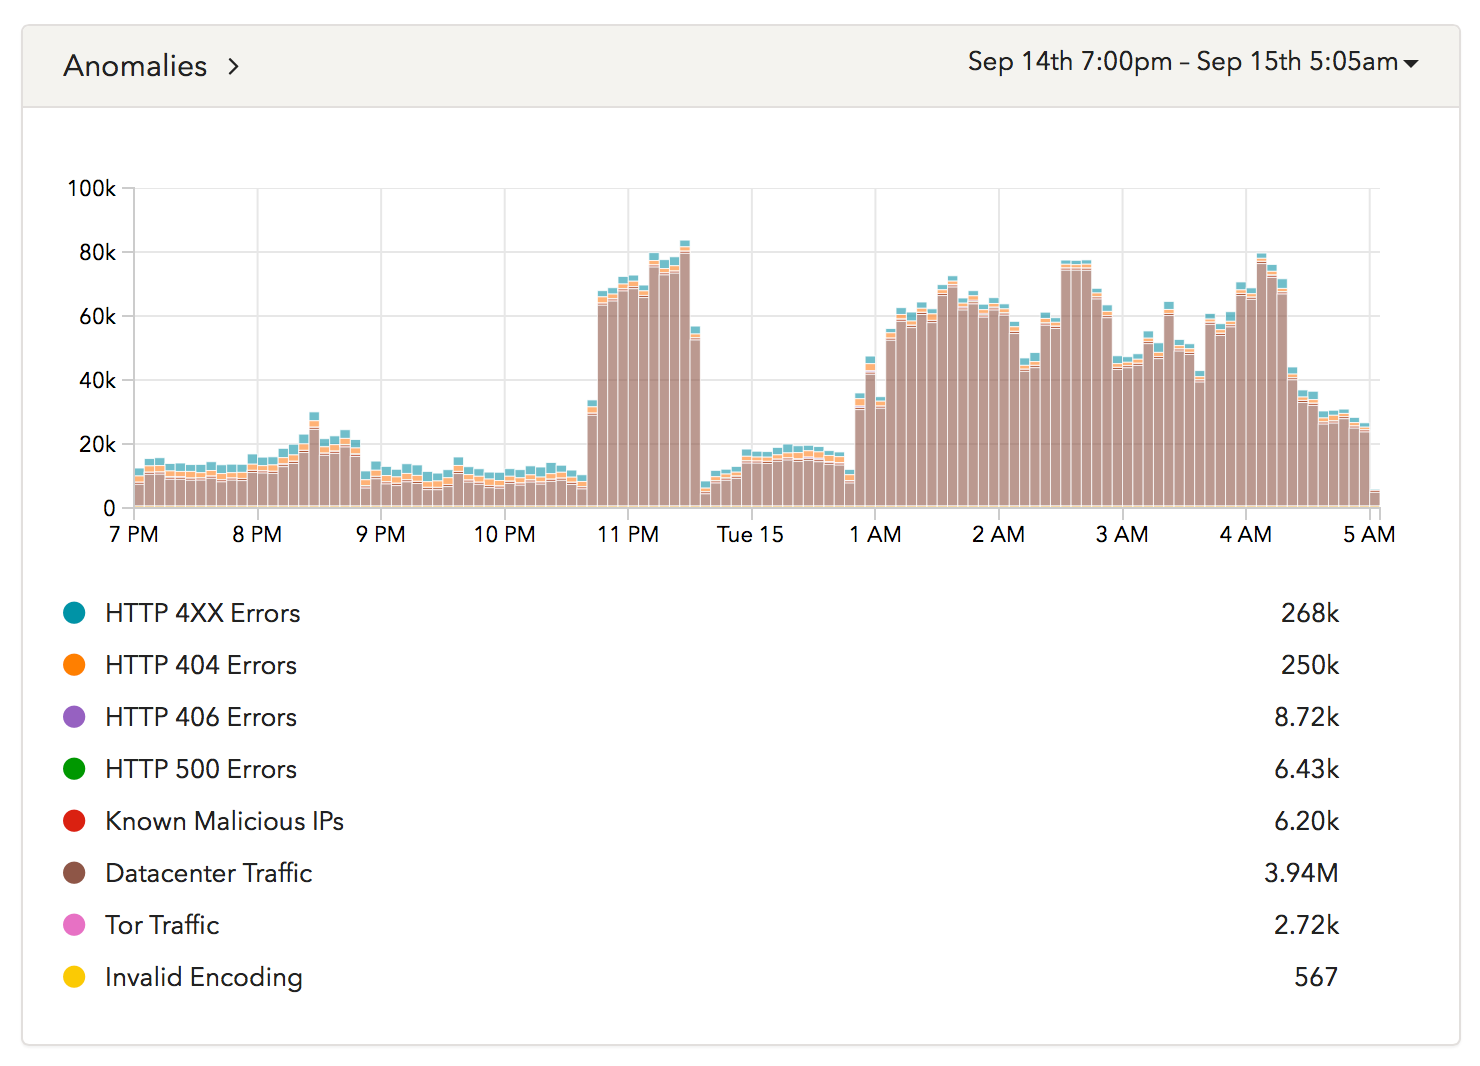 Anomalies >
Sep 14th 7:00pm – Sep 15th 5:05am
100k
80k
60k
40k
20k
0
7 PM 8 PM 9 PM 10 PM 11 PM Tue 15 1 AM 2 AM 3 AM 4 AM 5 AM
HTTP 4XX Errors 268k
HTTP 404 Errors 250k
HTTP 406 Errors 8.72k
HTTP 500 Errors 6.43k
Known Malicious IPs 6.20k
Datacenter Traffic 3.94M
Tor Traffic 2.72k
Invalid Encoding 567